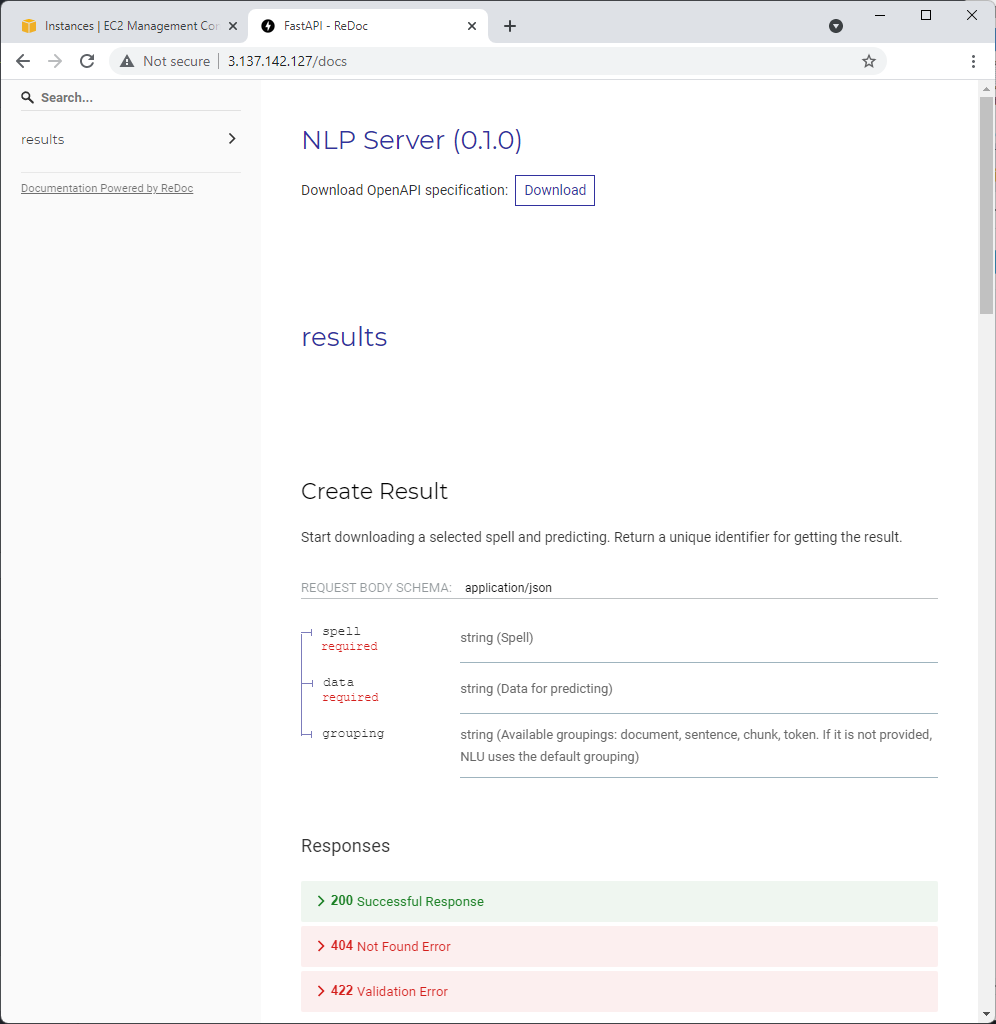 Instances | EC2 Management Con
FastAPI - ReDoc
Not secure
3.137.142.127/docs
Search...
results
Documentation Powered by ReDoc
NLP Server (0.1.0)
Download OpenAPI specification:
Download
results
Create Result
Start downloading a selected spell and predicting. Return a unique identifier for getting the result.
REQUEST BODY SCHEMA: application/json
spell
required
string (Spell)
data
required
string (Data for predicting)
grouping
string (Available groupings: document, sentence, chunk, token. If it is not provided,
NLU uses the default grouping)
Responses
200 Successful Response
404 Not Found Error
422 Validation Error